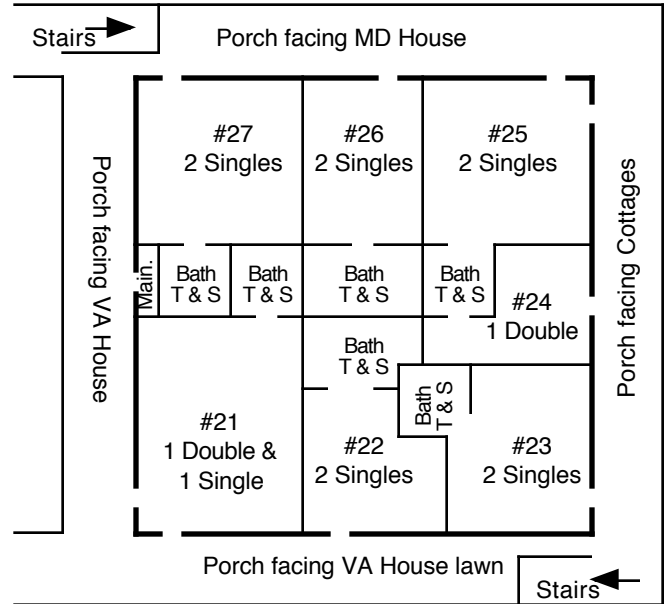 Stairs
Porch facing MD House
#27
2 Singles
#26
2 Singles
#25
2 Singles
Porch facing VA House
Porch facing Cottages
Main.
Bath
T & S
Bath
T & S
Bath
T & S
Bath
T & S
#24
1 Double
Bath
T & S
Bath
T & S
#21
1 Double &
1 Single
#22
2 Singles
#23
2 Singles
Porch facing VA House lawn
Stairs